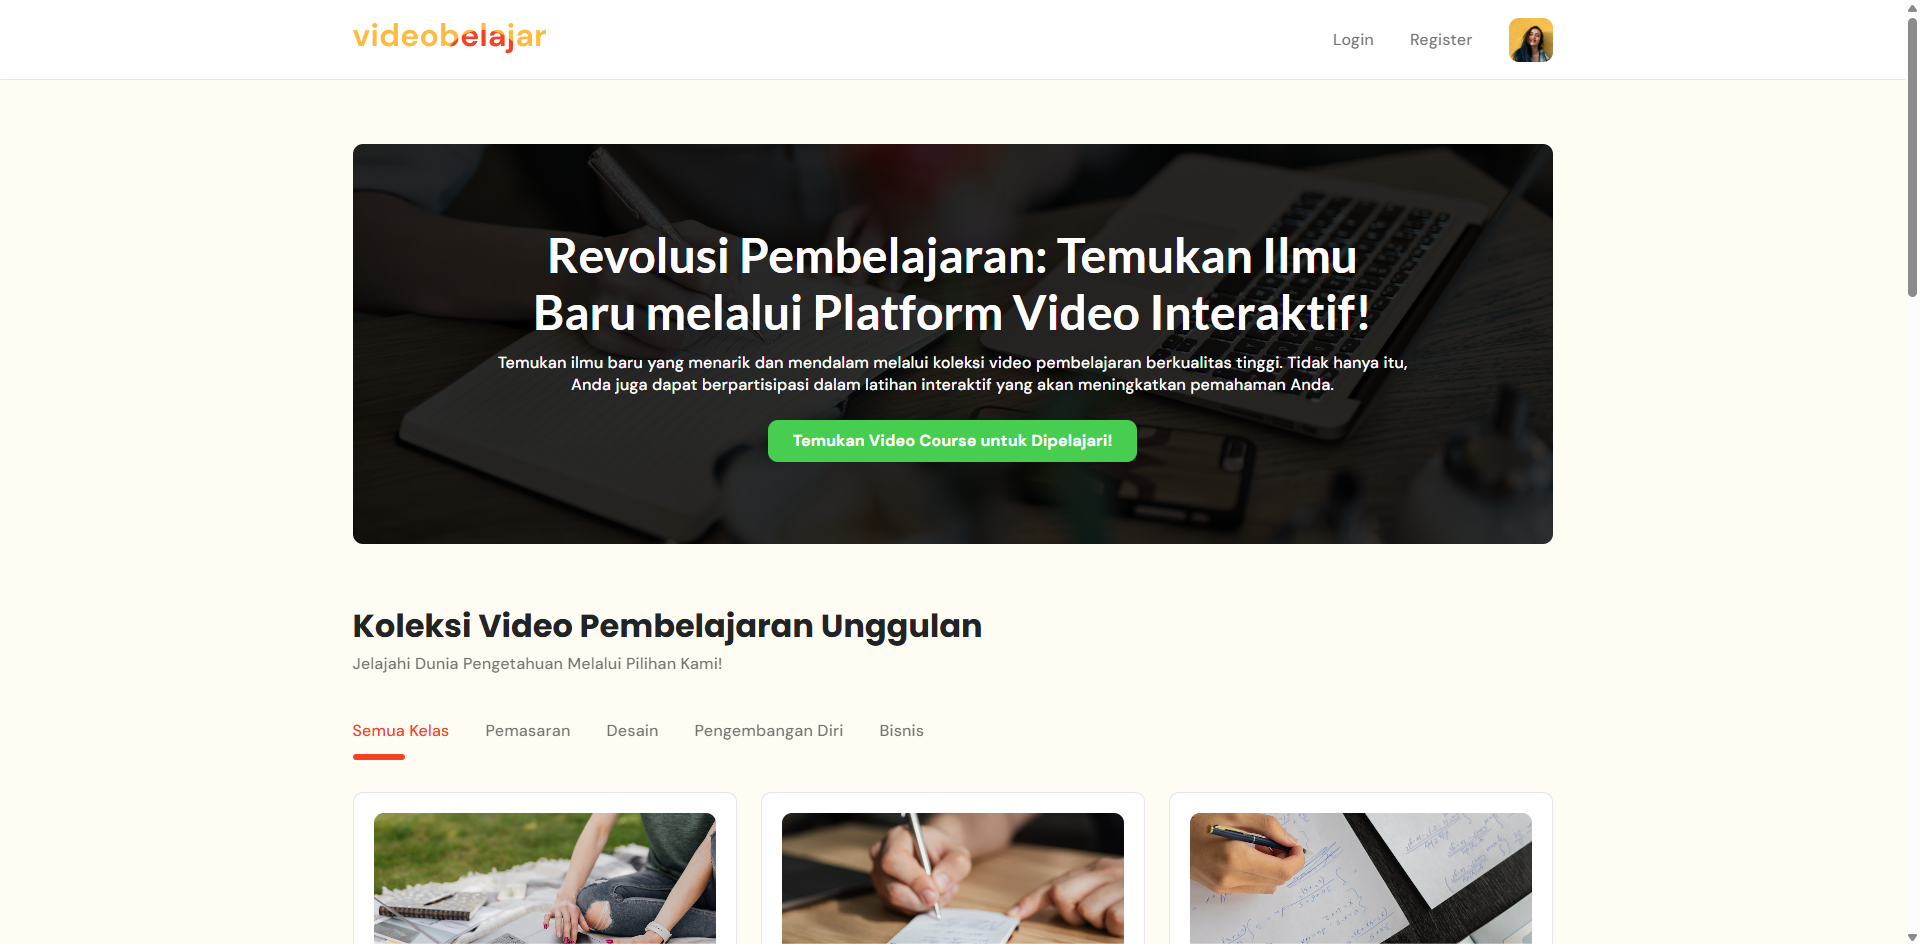 videobelajar
Login
Register
Revolusi Pembelajaran: Temukan Ilmu
Baru melalui Platform Video Interaktif!
Temukan ilmu baru yang menarik dan mendalam melalui koleksi video pembelajaran berkualitas tinggi. Tidak hanya itu,
Anda juga dapat berpartisipasi dalam latihan interaktif yang akan meningkatkan pemahaman Anda.
Temukan Video Course untuk Dipelajari!
Koleksi Video Pembelajaran Unggulan
Jelajahi Dunia Pengetahuan Melalui Pilihan Kami!
Semua Kelas
Pemasaran
Desain
Pengembangan Diri
Bisnis